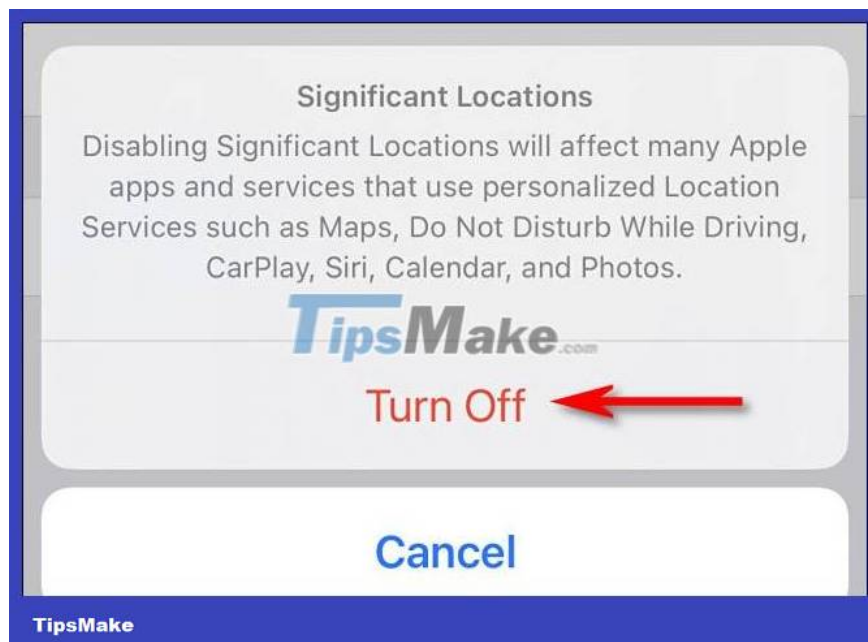 Significant Locations
Disabling Significant Locations will affect many Apple
apps and services that use personalized Location
Services such as Maps, Do Not Disturb While Driving,
CarPlay, Siri, Calendar, and Photos.
TipsMake.com
Turn Off
Cancel
TipsMake